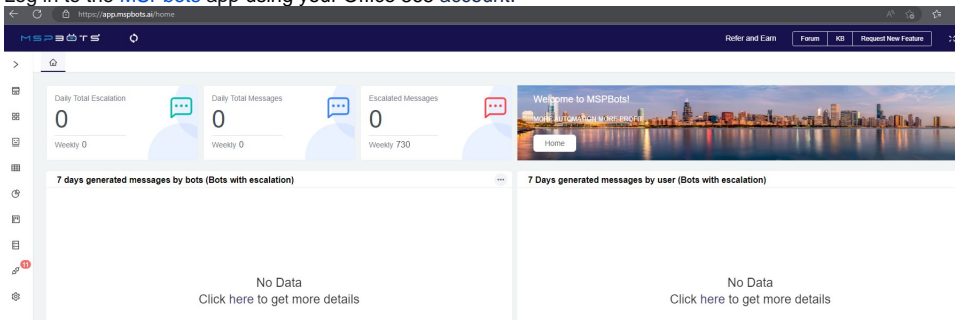 Log in to the MSPbots app using your Office 365 account.
https://app.mspbots.ai/home
MSPBOTS
Refer and Earn
Forum
KB
Request New Feature
Daily Total Escalation
0
Weekly 0
Daily Total Messages
0
Weekly 0
Escalated Messages
0
Weekly 730
Welcome to MSPBots!
MORE AUTOMATION MORE PROFIT
Home
7 days generated messages by bots (Bots with escalation)
7 Days generated messages by user (Bots with escalation)
11
No Data
Click here to get more details
No Data
Click here to get more details